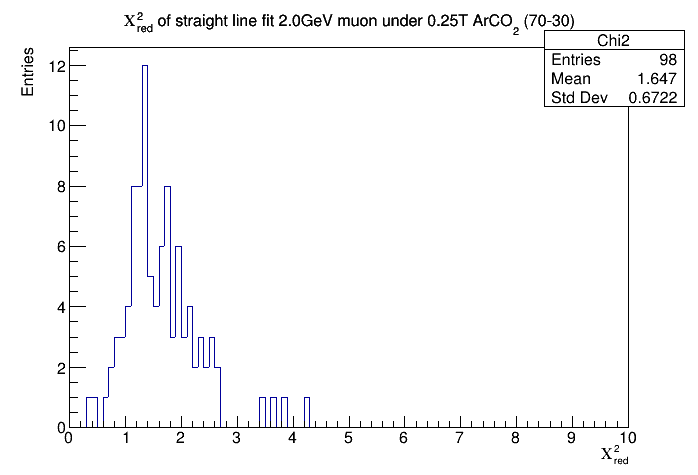 X²red of straight line fit 2.0GeV muon under 0.25T ArCO2 (70-30)
Chi2
Entries 98
Mean 1.647
Std Dev 0.6722
Entries
12
10
8
6
4
2
0
0 1 2 3 4 5 6 7 8 9 10
X²red